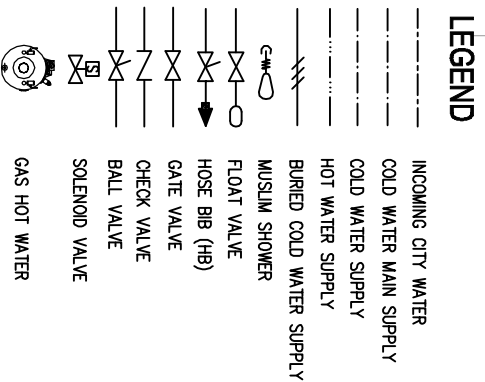 LEGEND
INCOMING CITY WATER
COLD WATER MAIN SUPPLY
COLD WATER SUPPLY
HOT WATER SUPPLY
BURIED COLD WATER SUPPLY
MUSLIM SHOWER
FLOAT VALVE
HOSE BIB (HB)
GATE VALVE
CHECK VALVE
BALL VALVE
S
SOLENOID VALVE
GAS HOT WATER